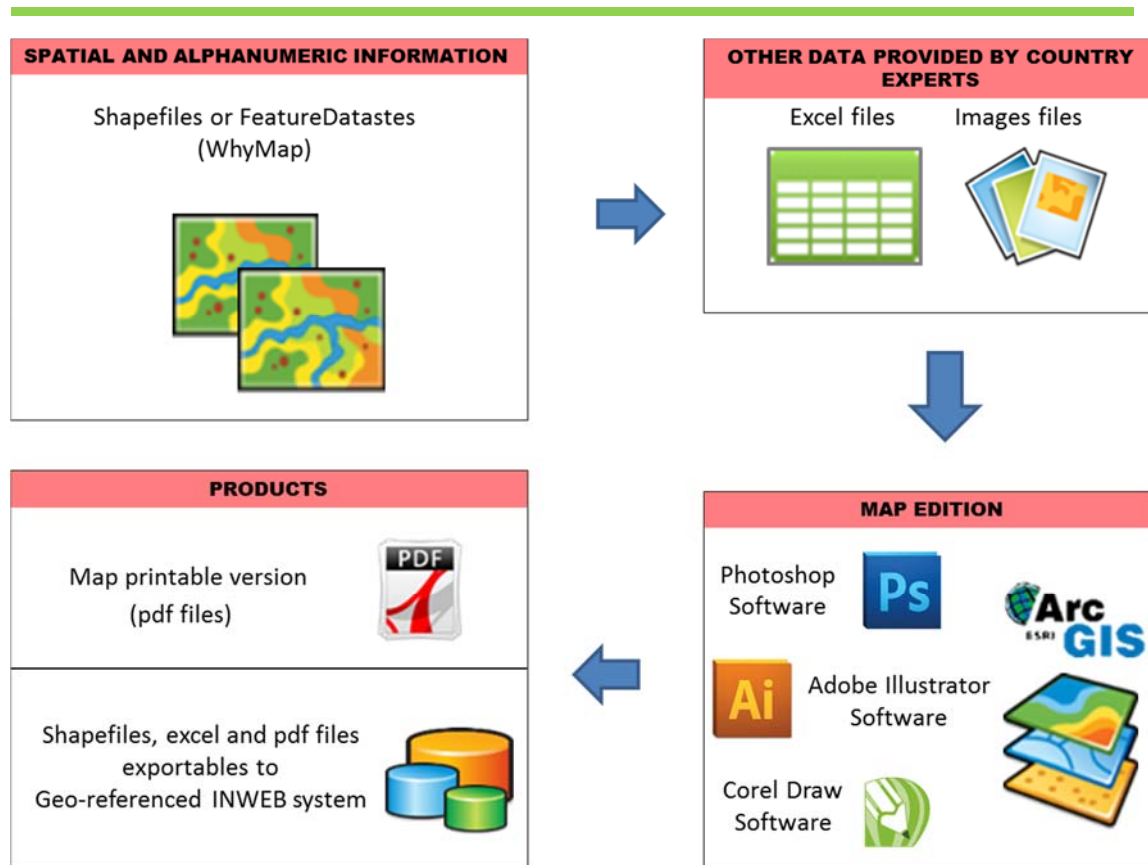 SPATIAL AND ALPHANUMERIC INFORMATION
Shapefiles or FeatureDatastes
(WhyMap)
OTHER DATA PROVIDED BY COUNTRY
EXPERTS
Excel files
Images files
MAP EDITION
Photoshop
Software
Ps
Arc
ESRI GIS
Ai
Adobe Illustrator
Software
Corel Draw
Software
PRODUCTS
Map printable version
(pdf files)
PDF
Shapefiles, excel and pdf files
exportables to
Geo-referenced INWEB system